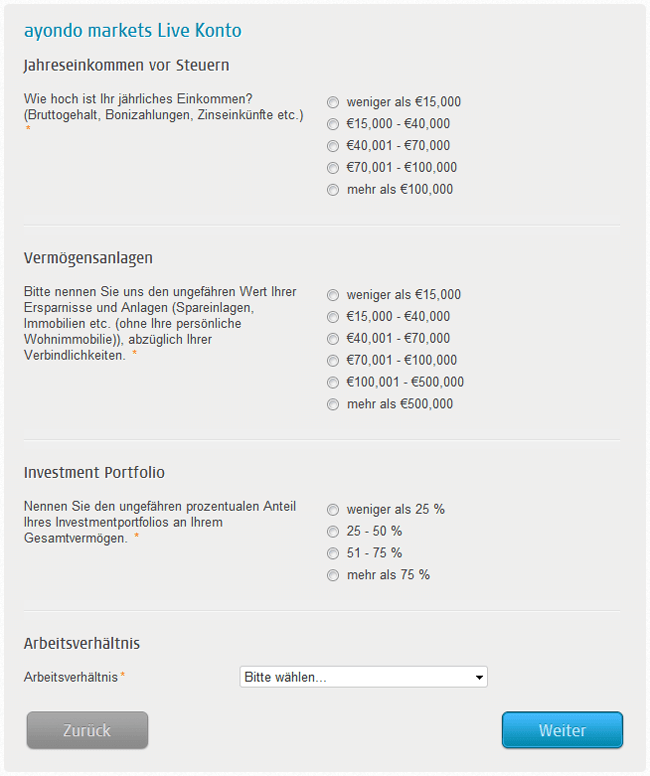 ayondo markets Live Konto
Jahreseinkommen vor Steuern
Wie hoch ist Ihr jährliches Einkommen?
(Bruttogehalt, Bonizahlungen, Zinseinkünfte etc.)
*
weniger als €15,000
€15,000 - €40,000
€40,001 - €70,000
€70,001 - €100,000
mehr als €100,000
Vermögensanlagen
Bitte nennen Sie uns den ungefähren Wert Ihrer
Ersparnisse und Anlagen (Spareinlagen,
Immobilien etc. (ohne Ihre persönliche
Wohnimmobilie)), abzüglich Ihrer
Verbindlichkeiten. *
weniger als €15,000
€15,000 - €40,000
€40,001 - €70,000
€70,001 - €100,000
€100,001 - €500,000
mehr als €500,000
Investment Portfolio
Nennen Sie den ungefähren prozentualen Anteil
Ihres Investmentportfolios an Ihrem
Gesamtvermögen. *
weniger als 25 %
25 - 50 %
51 - 75 %
mehr als 75 %
Arbeitsverhältnis
Arbeitsverhältnis * Bitte wählen...
Zurück Weiter